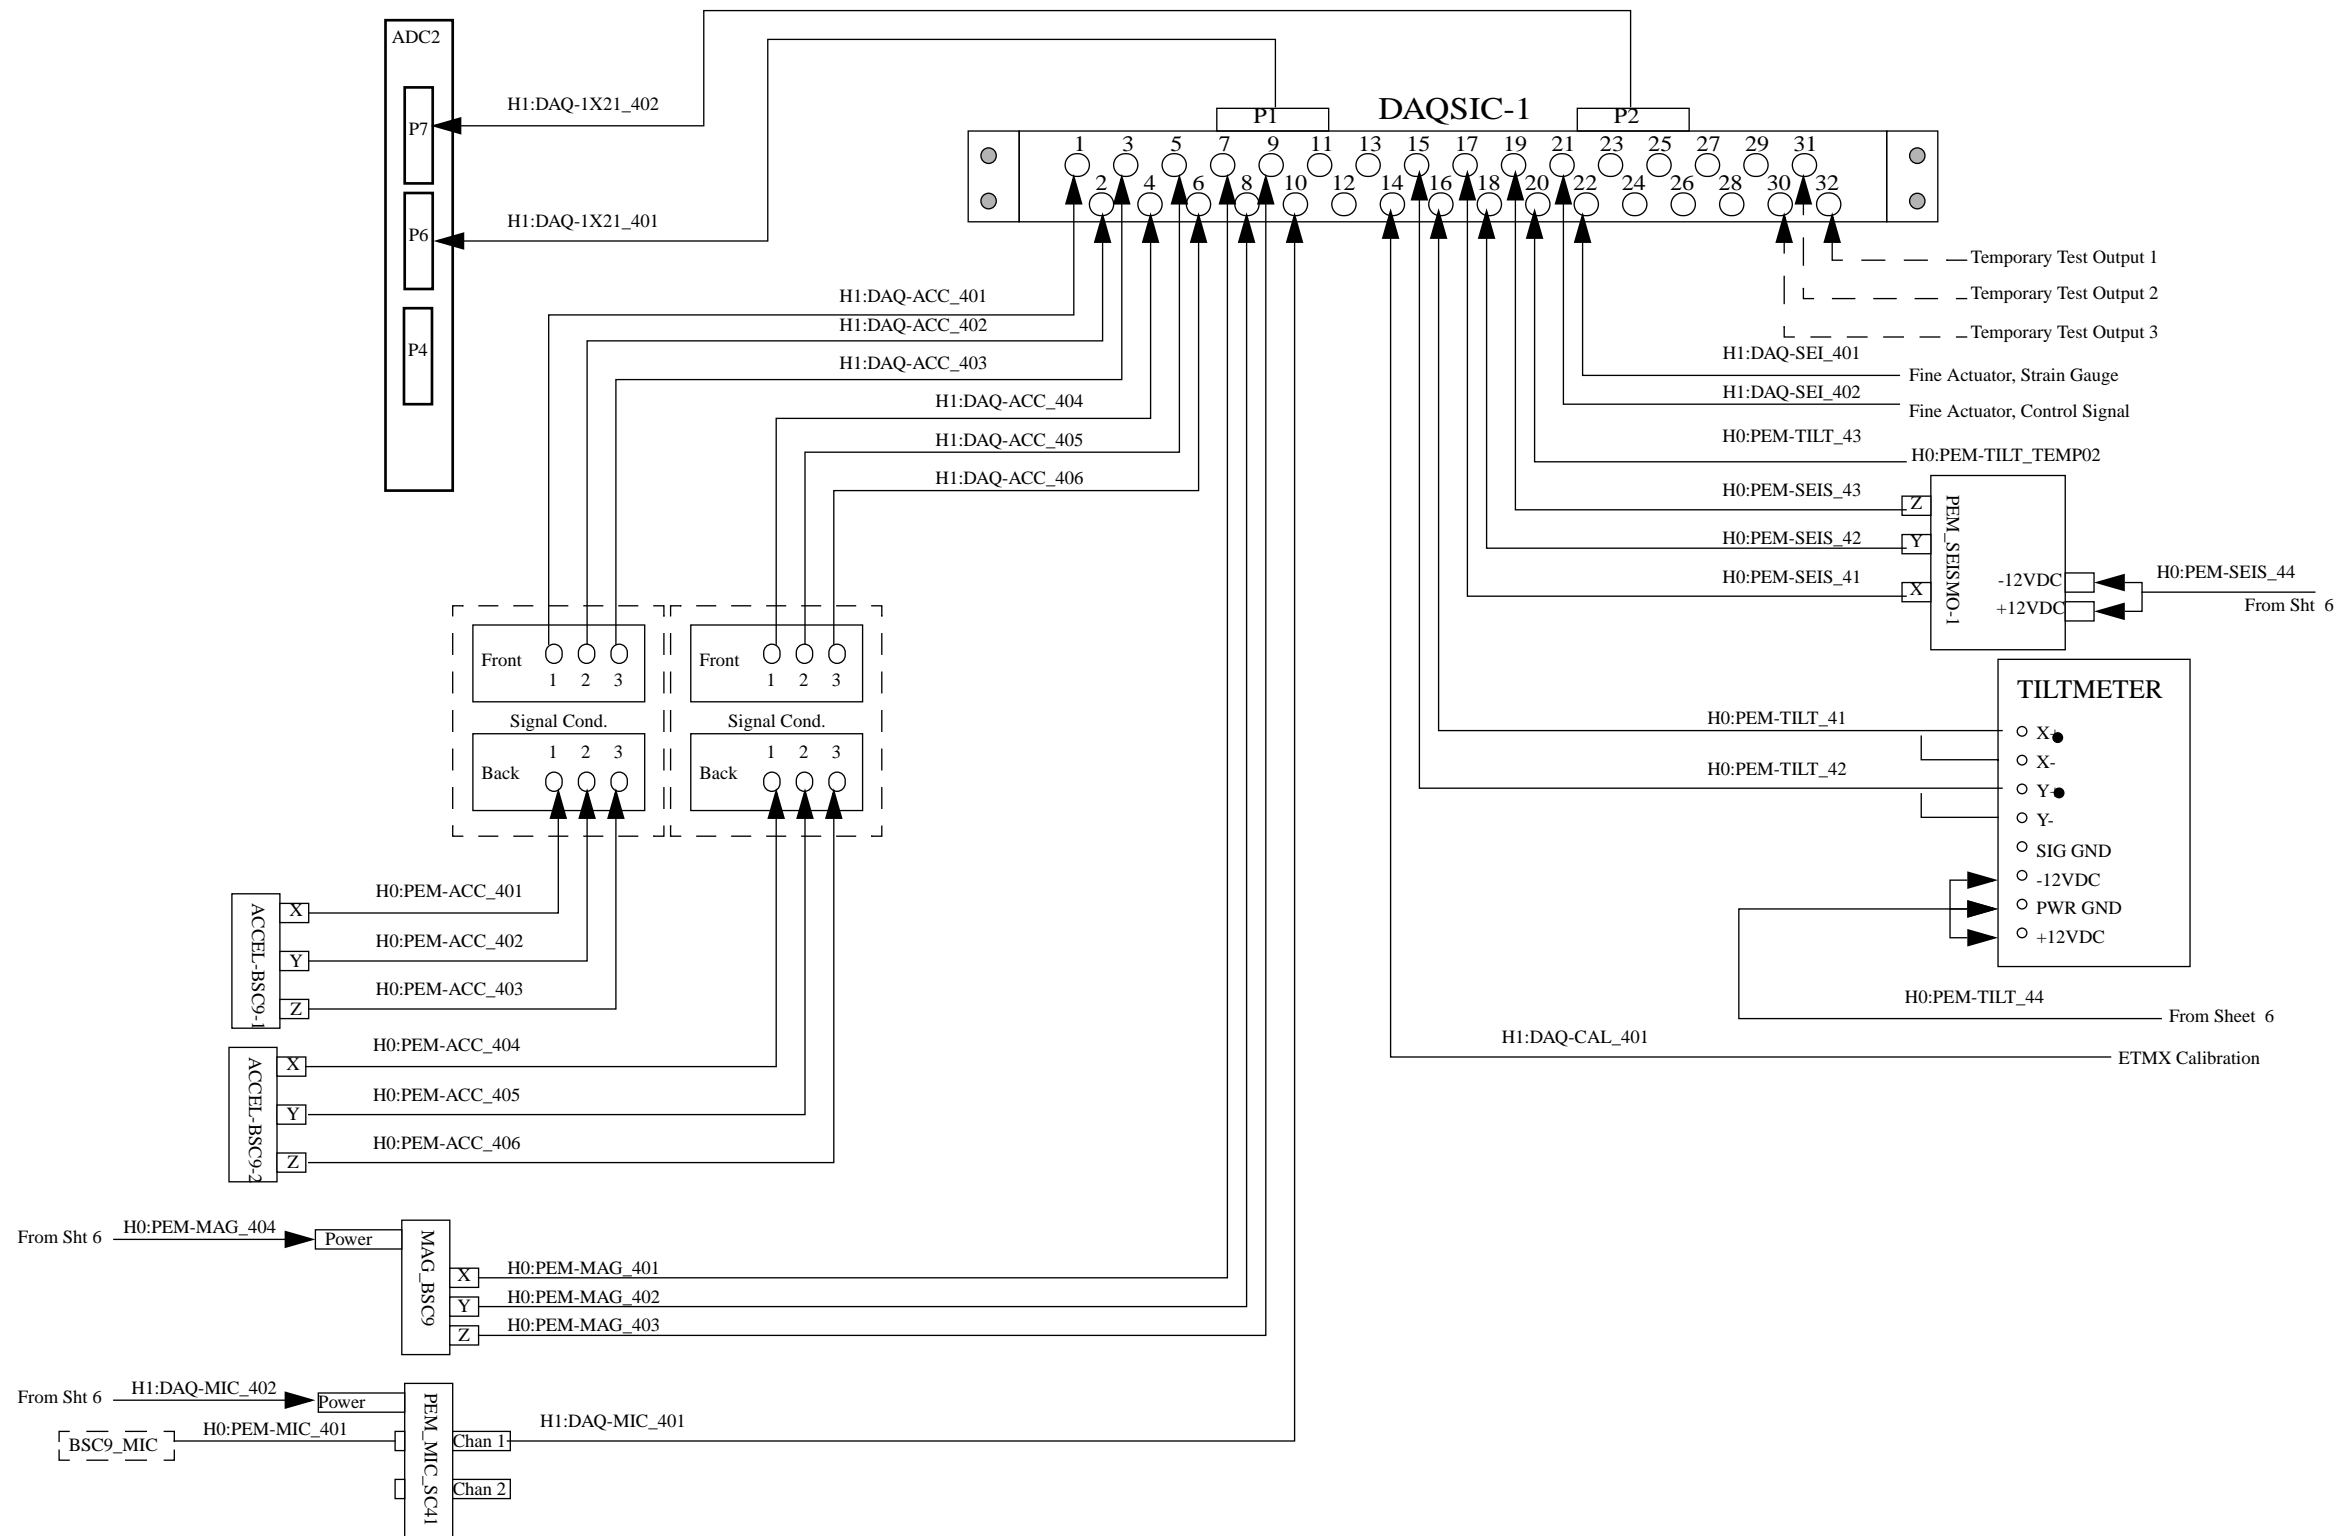 ADC2
P7
P6
P4
H1:DAQ-1X21_402
H1:DAQ-1X21_401
DAQSIC-1
P1
P2
1 3 5 7 9 11 13 15 17 19 21 23 25 27 29 31
2 4 6 8 10 12 14 16 18 20 22 24 26 28 30 32
Temporary Test Output 1
Temporary Test Output 2
Temporary Test Output 3
H1:DAQ-ACC_401
H1:DAQ-ACC_402
H1:DAQ-ACC_403
H1:DAQ-ACC_404
H1:DAQ-ACC_405
H1:DAQ-ACC_406
H1:DAQ-SEI_401
Fine Actuator, Strain Gauge
H1:DAQ-SEI_402
Fine Actuator, Control Signal
H0:PEM-TILT_43
H0:PEM-TILT_TEMP02
H0:PEM-SEIS_43
H0:PEM-SEIS_42
H0:PEM-SEIS_41
Z
Y
X
PEM_SEISMO-1
-12VDC
+12VDC
H0:PEM-SEIS_44
From Sht 6
Front
1 2 3
Signal Cond.
1 2 3
Back
Front
1 2 3
Signal Cond.
1 2 3
Back
TILTMETER
X+
X-
Y+
Y-
SIG GND
-12VDC
PWR GND
+12VDC
H0:PEM-TILT_41
H0:PEM-TILT_42
H0:PEM-TILT_44
From Sheet 6
H1:DAQ-CAL_401
ETMX Calibration
ACCEL-BSC9-1
X
Y
Z
H0:PEM-ACC_401
H0:PEM-ACC_402
H0:PEM-ACC_403
ACCEL-BSC9-2
X
Y
Z
H0:PEM-ACC_404
H0:PEM-ACC_405
H0:PEM-ACC_406
From Sht 6
H0:PEM-MAG_404
Power
MAG_BSC9
X
Y
Z
H0:PEM-MAG_401
H0:PEM-MAG_402
H0:PEM-MAG_403
From Sht 6
H1:DAQ-MIC_402
Power
BSC9_MIC
H0:PEM-MIC_401
PEM_MIC_SC41
Chan 1
Chan 2
H1:DAQ-MIC_401